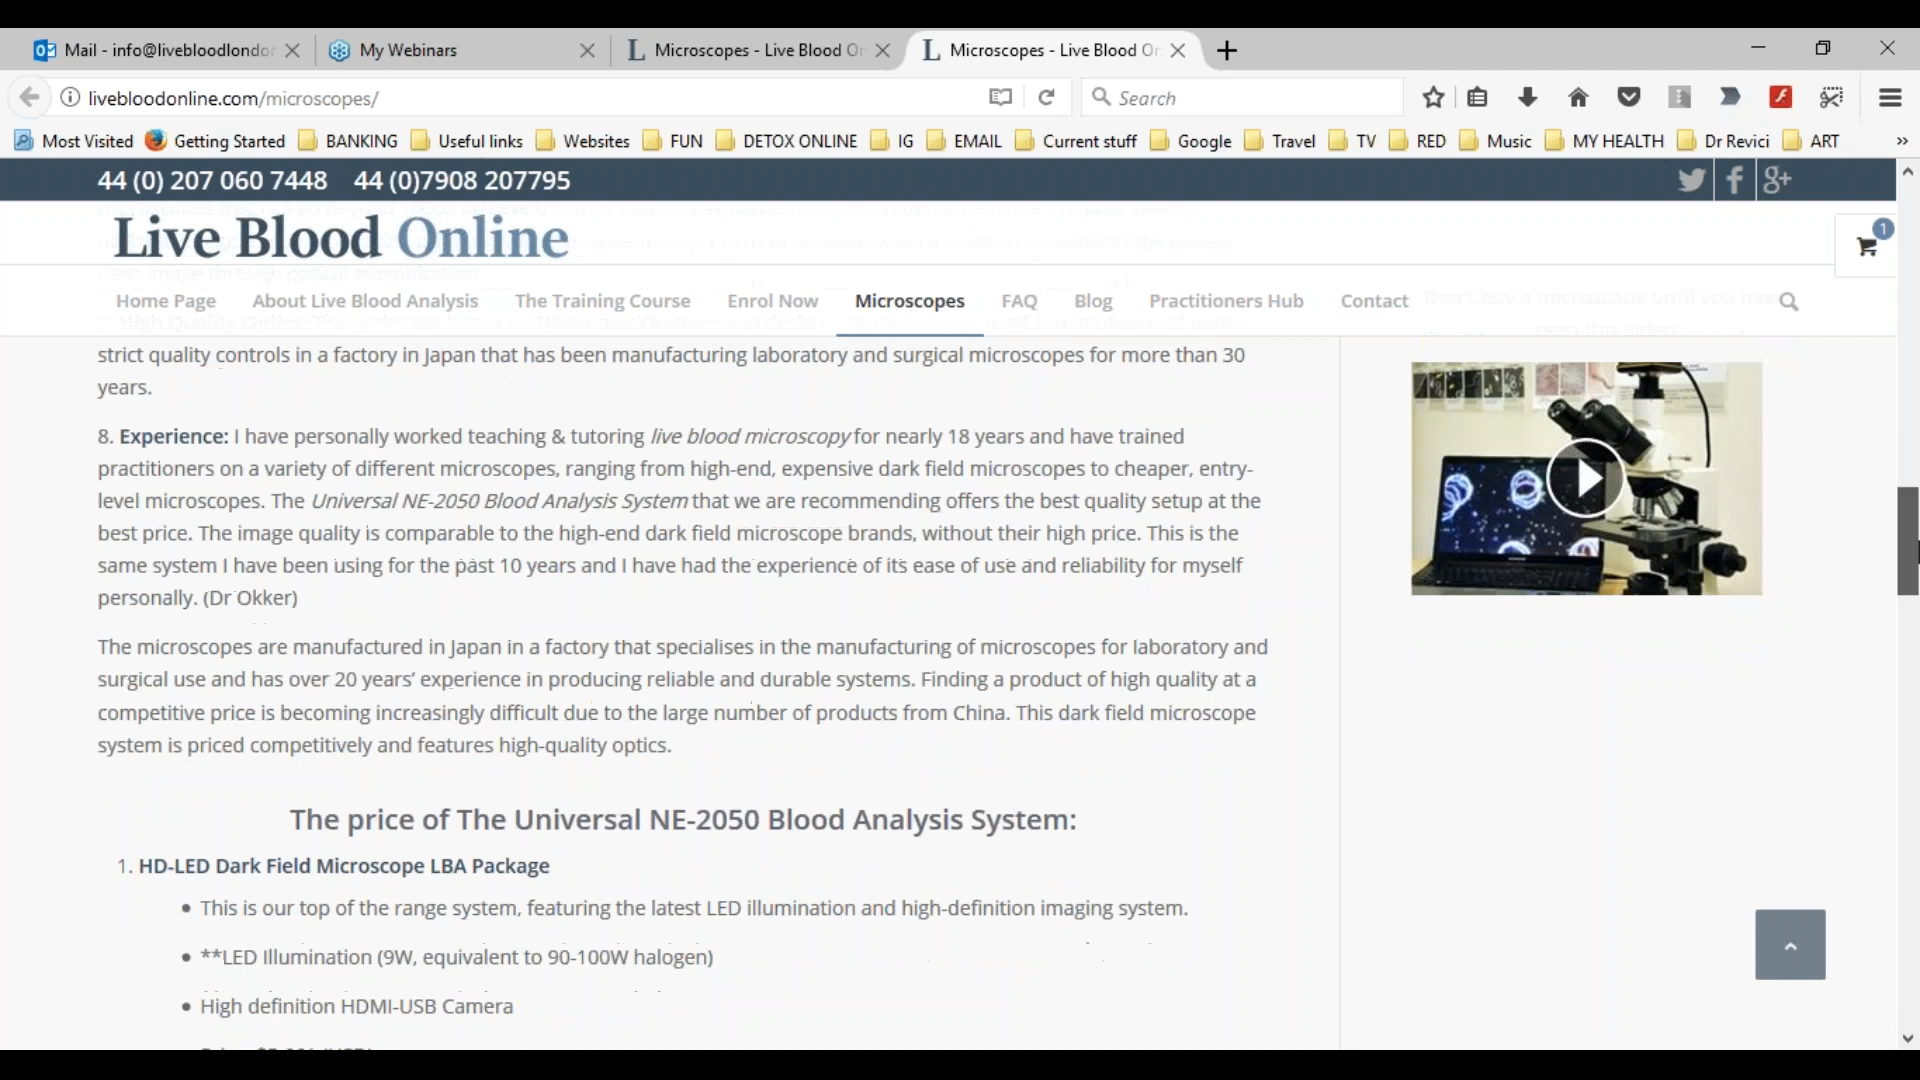 Mail - info@livebloodlondon
My Webinars
Microscopes - Live Blood On
Microscopes - Live Blood On
livebloodonline.com/microscopes/
Search
Most Visited Getting Started BANKING Useful links Websites FUN DETOX ONLINE IG EMAIL Current stuff Google Travel TV RED Music MY HEALTH Dr Revici ART
44 (0) 207 060 7448 44 (0)7908 207795
Live Blood Online
1
Home Page About Live Blood Analysis The Training Course Enrol Now Microscopes FAQ Blog Practitioners Hub Contact
Don't buy a microscope until you have
seen this video
strict quality controls in a factory in Japan that has been manufacturing laboratory and surgical microscopes for more than 30
years.
8. Experience: I have personally worked teaching & tutoring live blood microscopy for nearly 18 years and have trained
practitioners on a variety of different microscopes, ranging from high-end, expensive dark field microscopes to cheaper, entry-
level microscopes. The Universal NE-2050 Blood Analysis System that we are recommending offers the best quality setup at the
best price. The image quality is comparable to the high-end dark field microscope brands, without their high price. This is the
same system I have been using for the past 10 years and I have had the experience of its ease of use and reliability for myself
personally. (Dr Okker)
The microscopes are manufactured in Japan in a factory that specialises in the manufacturing of microscopes for laboratory and
surgical use and has over 20 years' experience in producing reliable and durable systems. Finding a product of high quality at a
competitive price is becoming increasingly difficult due to the large number of products from China. This dark field microscope
system is priced competitively and features high-quality optics.
The price of The Universal NE-2050 Blood Analysis System:
1. HD-LED Dark Field Microscope LBA Package
This is our top of the range system, featuring the latest LED illumination and high-definition imaging system.
**LED Illumination (9W, equivalent to 90-100W halogen)
High definition HDMI-USB Camera